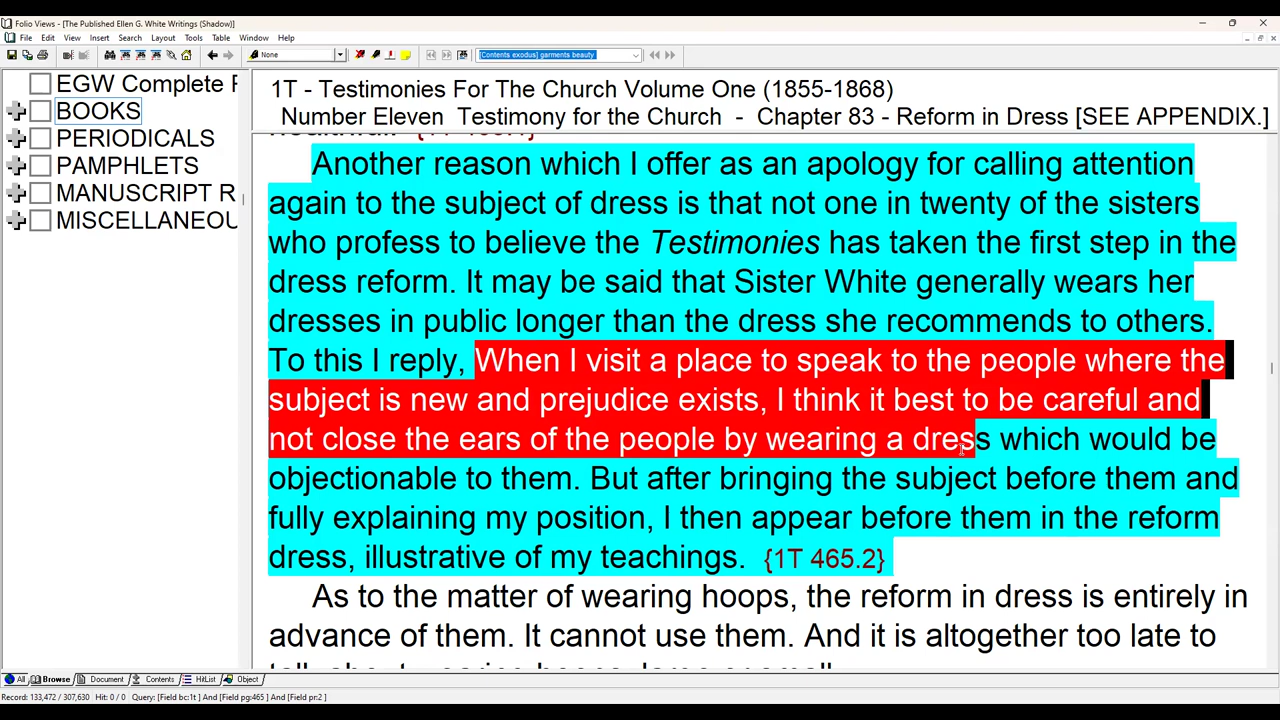 Folio Views - [The Published Ellen G. White Writings (Shadow)]
File Edit View Insert Search Layout Tools Table Window Help
None [Contents exodus] garments beauty
EGW Complete
BOOKS
PERIODICALS
PAMPHLETS
MANUSCRIPT R
MISCELLANEOU
1T - Testimonies For The Church Volume One (1855-1868)
Number Eleven Testimony for the Church - Chapter 83 - Reform in Dress [SEE APPENDIX.]
Another reason which I offer as an apology for calling attention
again to the subject of dress is that not one in twenty of the sisters
who profess to believe the Testimonies has taken the first step in the
dress reform. It may be said that Sister White generally wears her
dresses in public longer than the dress she recommends to others.
To this I reply, When I visit a place to speak to the people where the
subject is new and prejudice exists, I think it best to be careful and
not close the ears of the people by wearing a dress which would be
objectionable to them. But after bringing the subject before them and
fully explaining my position, I then appear before them in the reform
dress, illustrative of my teachings. {1T 465.2}
As to the matter of wearing hoops, the reform in dress is entirely in
advance of them. It cannot use them. And it is altogether too late to
All Browse Document Contents HitList Object
Record: 133,472 / 307,630 Hit: 0 / 0 Query: [Field bc:1t ] And [Field pg:465 ] And [Field pr:2 ]